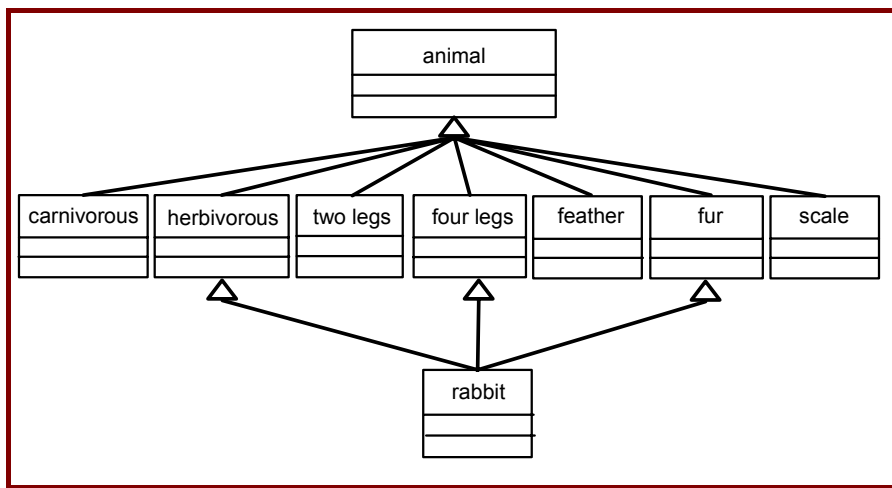 animal
carnivorous herbivorous two legs four legs feather fur scale
rabbit